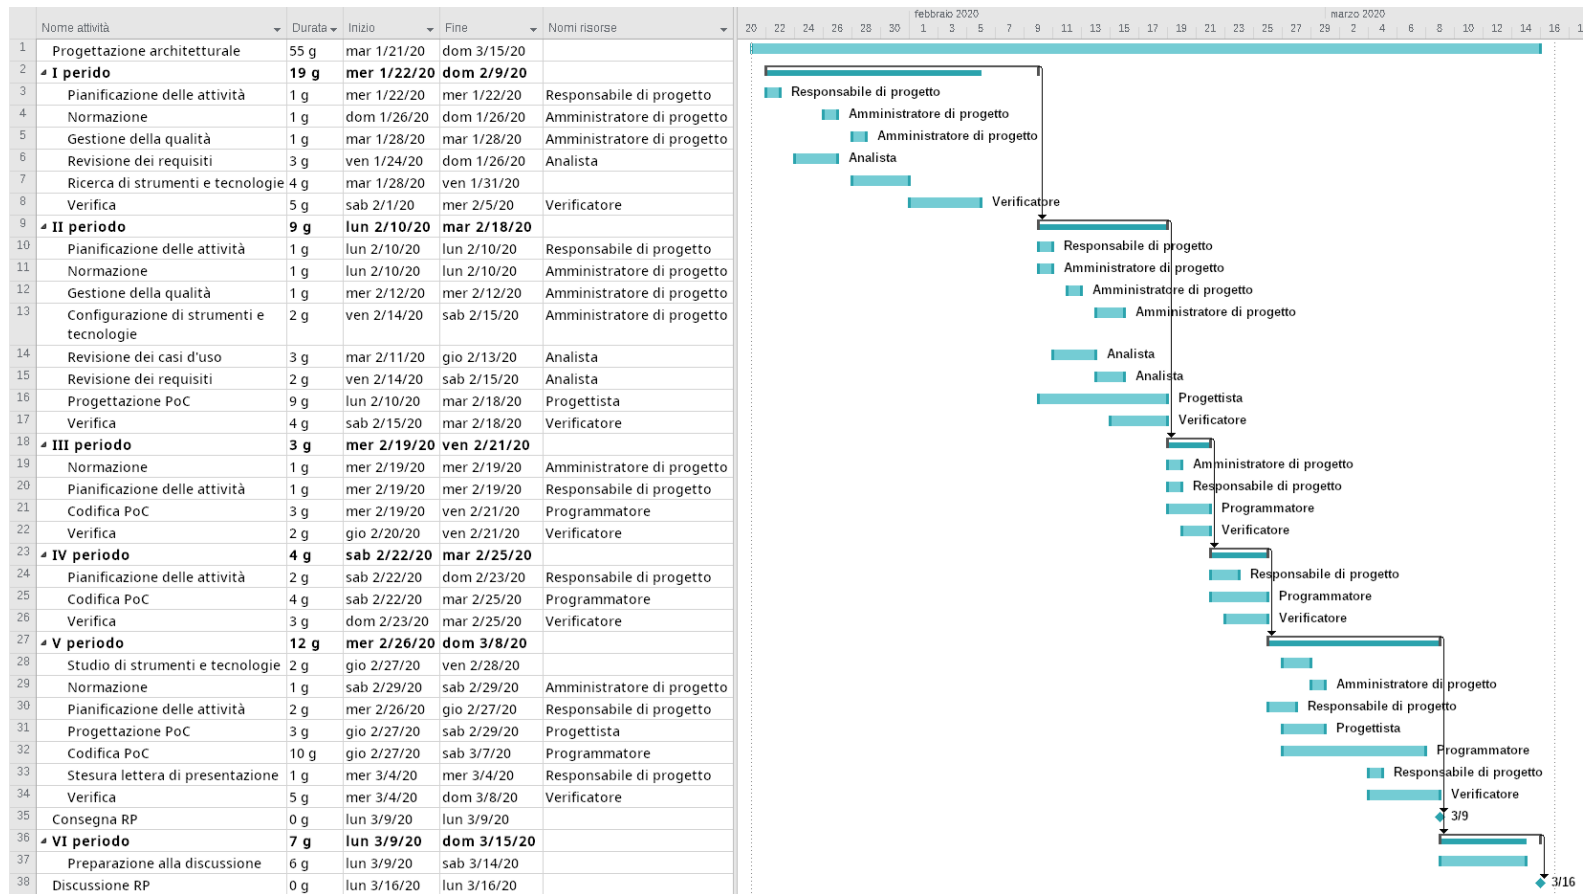 febbraio 2020 marzo 2020
Nome attività Durata Inizio Fine Nomi risorse 20 22 24 26 28 30 1 3 5 7 9 11 13 15 17 19 21 23 25 27 29 2 4 6 8 10 12 14 16 1
1 Progettazione architetturale 55 g mar 1/21/20 dom 3/15/20
2 I perido 19 g mer 1/22/20 dom 2/9/20
3 Pianificazione delle attività 1 g mer 1/22/20 mer 1/22/20 Responsabile di progetto Responsabile di progetto
4 Normazione 1 g dom 1/26/20 dom 1/26/20 Amministratore di progetto Amministratore di progetto
5 Gestione della qualità 1 g mar 1/28/20 mar 1/28/20 Amministratore di progetto Amministratore di progetto
6 Revisione dei requisiti 3 g ven 1/24/20 dom 1/26/20 Analista Analista
7 Ricerca di strumenti e tecnologie 4 g mar 1/28/20 ven 1/31/20
8 Verifica 5 g sab 2/1/20 mer 2/5/20 Verificatore Verificatore
9 II periodo 9 g lun 2/10/20 mar 2/18/20
10 Pianificazione delle attività 1 g lun 2/10/20 lun 2/10/20 Responsabile di progetto Responsabile di progetto
11 Normazione 1 g lun 2/10/20 lun 2/10/20 Amministratore di progetto Amministratore di progetto
12 Gestione della qualità 1 g mer 2/12/20 mer 2/12/20 Amministratore di progetto Amministratore di progetto
13 Configurazione di strumenti e 2 g ven 2/14/20 sab 2/15/20 Amministratore di progetto Amministratore di progetto
tecnologie
14 Revisione dei casi d'uso 3 g mar 2/11/20 gio 2/13/20 Analista Analista
15 Revisione dei requisiti 2 g ven 2/14/20 sab 2/15/20 Analista Analista
16 Progettazione PoC 9 g lun 2/10/20 mar 2/18/20 Progettista Progettista
17 Verifica 4 g sab 2/15/20 mar 2/18/20 Verificatore Verificatore
18 III periodo 3 g mer 2/19/20 ven 2/21/20
19 Normazione 1 g mer 2/19/20 mer 2/19/20 Amministratore di progetto Amministratore di progetto
20 Pianificazione delle attività 1 g mer 2/19/20 mer 2/19/20 Responsabile di progetto Responsabile di progetto
21 Codifica PoC 3 g mer 2/19/20 ven 2/21/20 Programmatore Programmatore
22 Verifica 2 g gio 2/20/20 ven 2/21/20 Verificatore Verificatore
23 IV periodo 4 g sab 2/22/20 mar 2/25/20
24 Pianificazione delle attività 2 g sab 2/22/20 dom 2/23/20 Responsabile di progetto Responsabile di progetto
25 Codifica PoC 4 g sab 2/22/20 mar 2/25/20 Programmatore Programmatore
26 Verifica 3 g dom 2/23/20 mar 2/25/20 Verificatore Verificatore
27 V periodo 12 g mer 2/26/20 dom 3/8/20
28 Studio di strumenti e tecnologie 2 g gio 2/27/20 ven 2/28/20
29 Normazione 1 g sab 2/29/20 sab 2/29/20 Amministratore di progetto Amministratore di progetto
30 Pianificazione delle attività 2 g mer 2/26/20 gio 2/27/20 Responsabile di progetto Responsabile di progetto
31 Progettazione PoC 3 g gio 2/27/20 sab 2/29/20 Progettista Progettista
32 Codifica PoC 10 g gio 2/27/20 sab 3/7/20 Programmatore Programmatore
33 Stesura lettera di presentazione 1 g mer 3/4/20 mer 3/4/20 Responsabile di progetto Responsabile di progetto
34 Verifica 5 g mer 3/4/20 dom 3/8/20 Verificatore Verificatore
35 Consegna RP 0 g lun 3/9/20 lun 3/9/20 3/9
36 VI periodo 7 g lun 3/9/20 dom 3/15/20
37 Preparazione alla discussione 6 g lun 3/9/20 sab 3/14/20
38 Discussione RP 0 g lun 3/16/20 lun 3/16/20 3/16